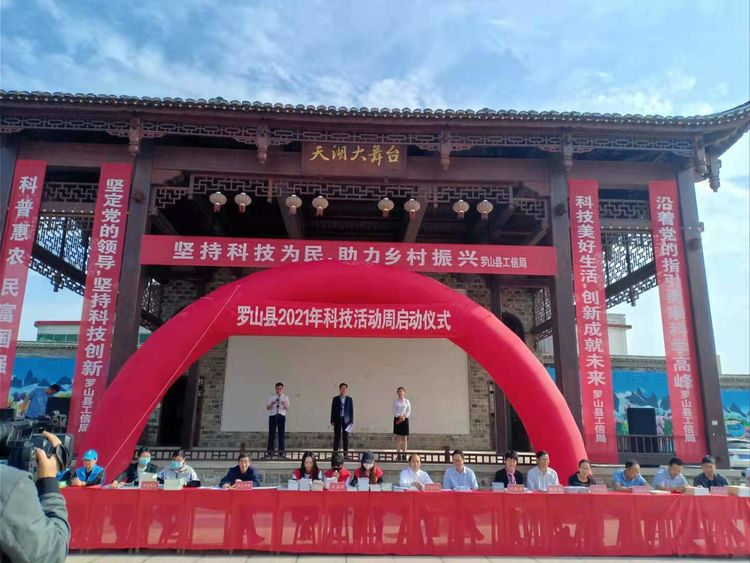 天湖大舞台
科普惠农 民富国强
坚定党的领导,坚持科技创新 罗山县工信局
坚持科技为民、助力乡村振兴 罗山县工信局
罗山县2021年科技活动周启动仪式
科技美好生活,创新成就未来 罗山县工信局
沿着党的指引 科学高峰 罗山县工信局